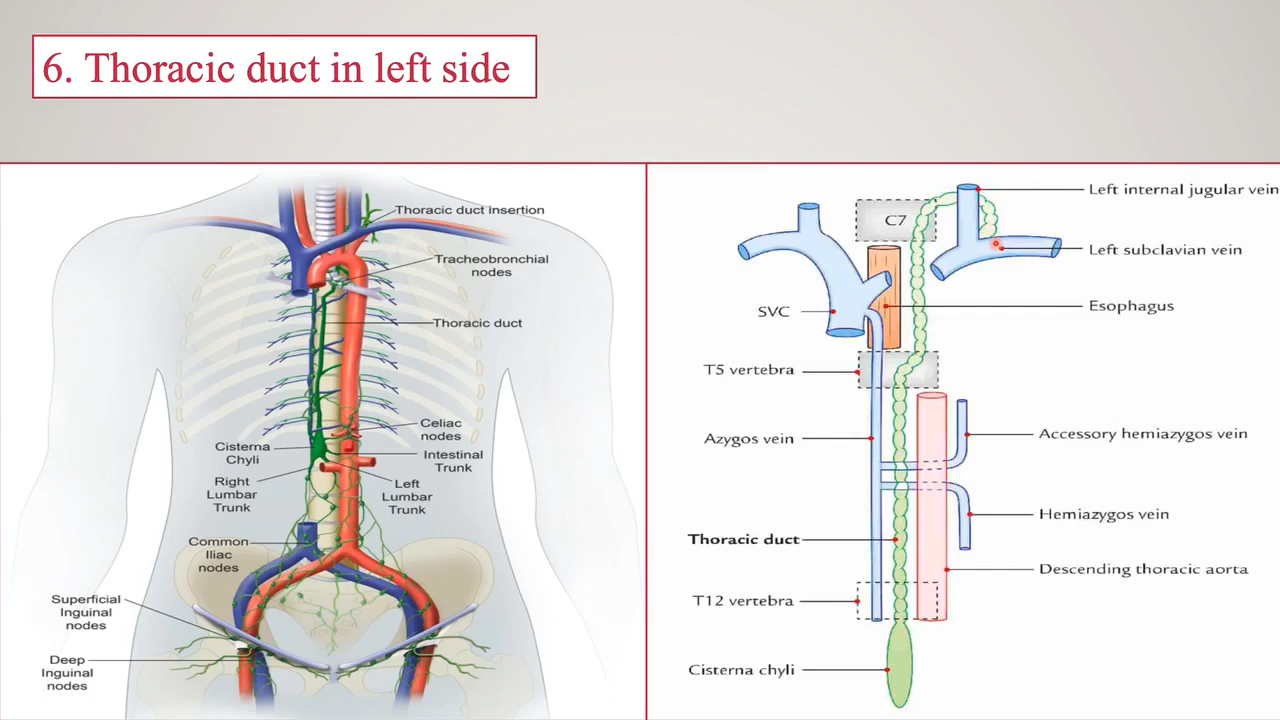 6. Thoracic duct in left side
Thoracic duct insertion
Tracheobronchial
nodes
Thoracic duct
Celiac
nodes
Cisterna
Chyli
Intestinal
Trunk
Right
Lumbar
Trunk
Left
Lumbar
Trunk
Common
Iliac
nodes
Superficial
Inguinal
nodes
Deep
Inguinal
nodes
Left internal jugular vein
C7
Left subclavian vein
SVC
Esophagus
T5 vertebra
Azygos vein
Accessory hemiazygos vein
Hemiazygos vein
Thoracic duct
Descending thoracic aorta
T12 vertebra
Cisterna chyli